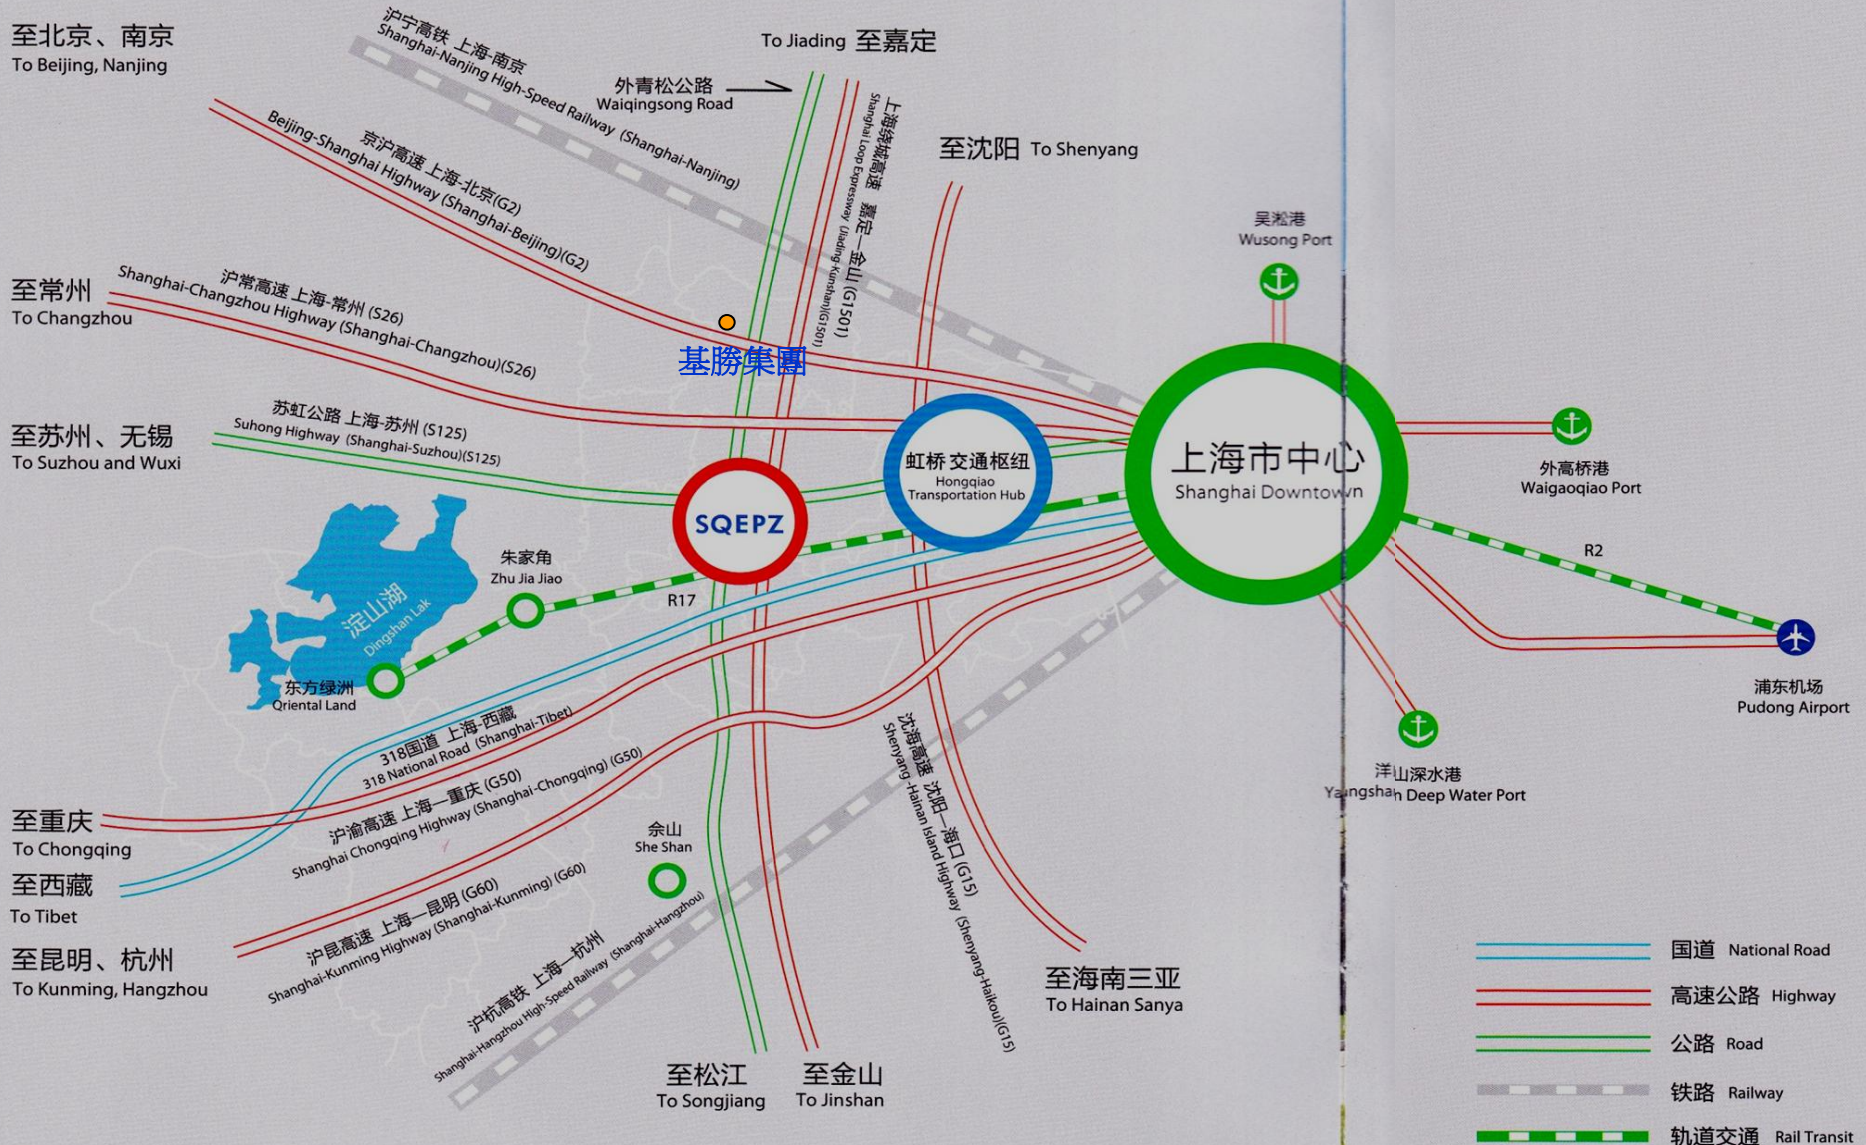 至北京、南京
To Beijing, Nanjing
沪宁高铁 上海-南京
Shanghai-Nanjing High-Speed Railway (Shanghai-Nanjing)
To Jiading 至嘉定
外青松公路
Waiqingsong Road
上海绕城高速 嘉定—金山 (G1501)
Shanghai Loop Expressway (Jiading-Kunshan)(G1501)
京沪高速 上海-北京(G2)
Beijing-Shanghai Highway (Shanghai-Beijing)(G2)
至沈阳 To Shenyang
吴淞港
Wusong Port
至常州
To Changzhou
沪常高速 上海-常州 (S26)
Shanghai-Changzhou Highway (Shanghai-Changzhou)(S26)
基勝集團
至苏州、无锡
To Suzhou and Wuxi
苏虹公路 上海-苏州 (S125)
Suhong Highway (Shanghai-Suzhou)(S125)
SQEPZ
虹桥 交通枢纽
Hongqiao
Transportation Hub
上海市中心
Shanghai Downtown
外高桥港
Waigaoqiao Port
R2
浦东机场
Pudong Airport
淀山湖
Dingshan Lak
朱家角
Zhu Jia Jiao
R17
东方绿洲
Qriental Land
318国道 上海-西藏
318 National Road (Shanghai-Tibet)
沪渝高速 上海—重庆 (G50)
Shanghai Chongqing Highway (Shanghai-Chongqing) (G50)
洋山深水港
Yangshan Deep Water Port
至重庆
To Chongqing
至西藏
To Tibet
佘山
She Shan
沪昆高速 上海—昆明 (G60)
Shanghai-Kunming Highway (Shanghai-Kunming) (G60)
沈海高速 沈阳—海口 (G15)
Shenyang-Hainan Island Highway (Shenyang-Haikou)(G15)
至昆明、杭州
To Kunming, Hangzhou
沪杭高铁 上海—杭州
Shanghai-Hangzhou High-Speed Railway (Shanghai-Hangzhou)
至海南三亚
To Hainan Sanya
至松江
To Songjiang
至金山
To Jinshan
国道 National Road
高速公路 Highway
公路 Road
铁路 Railway
轨道交通 Rail Transit